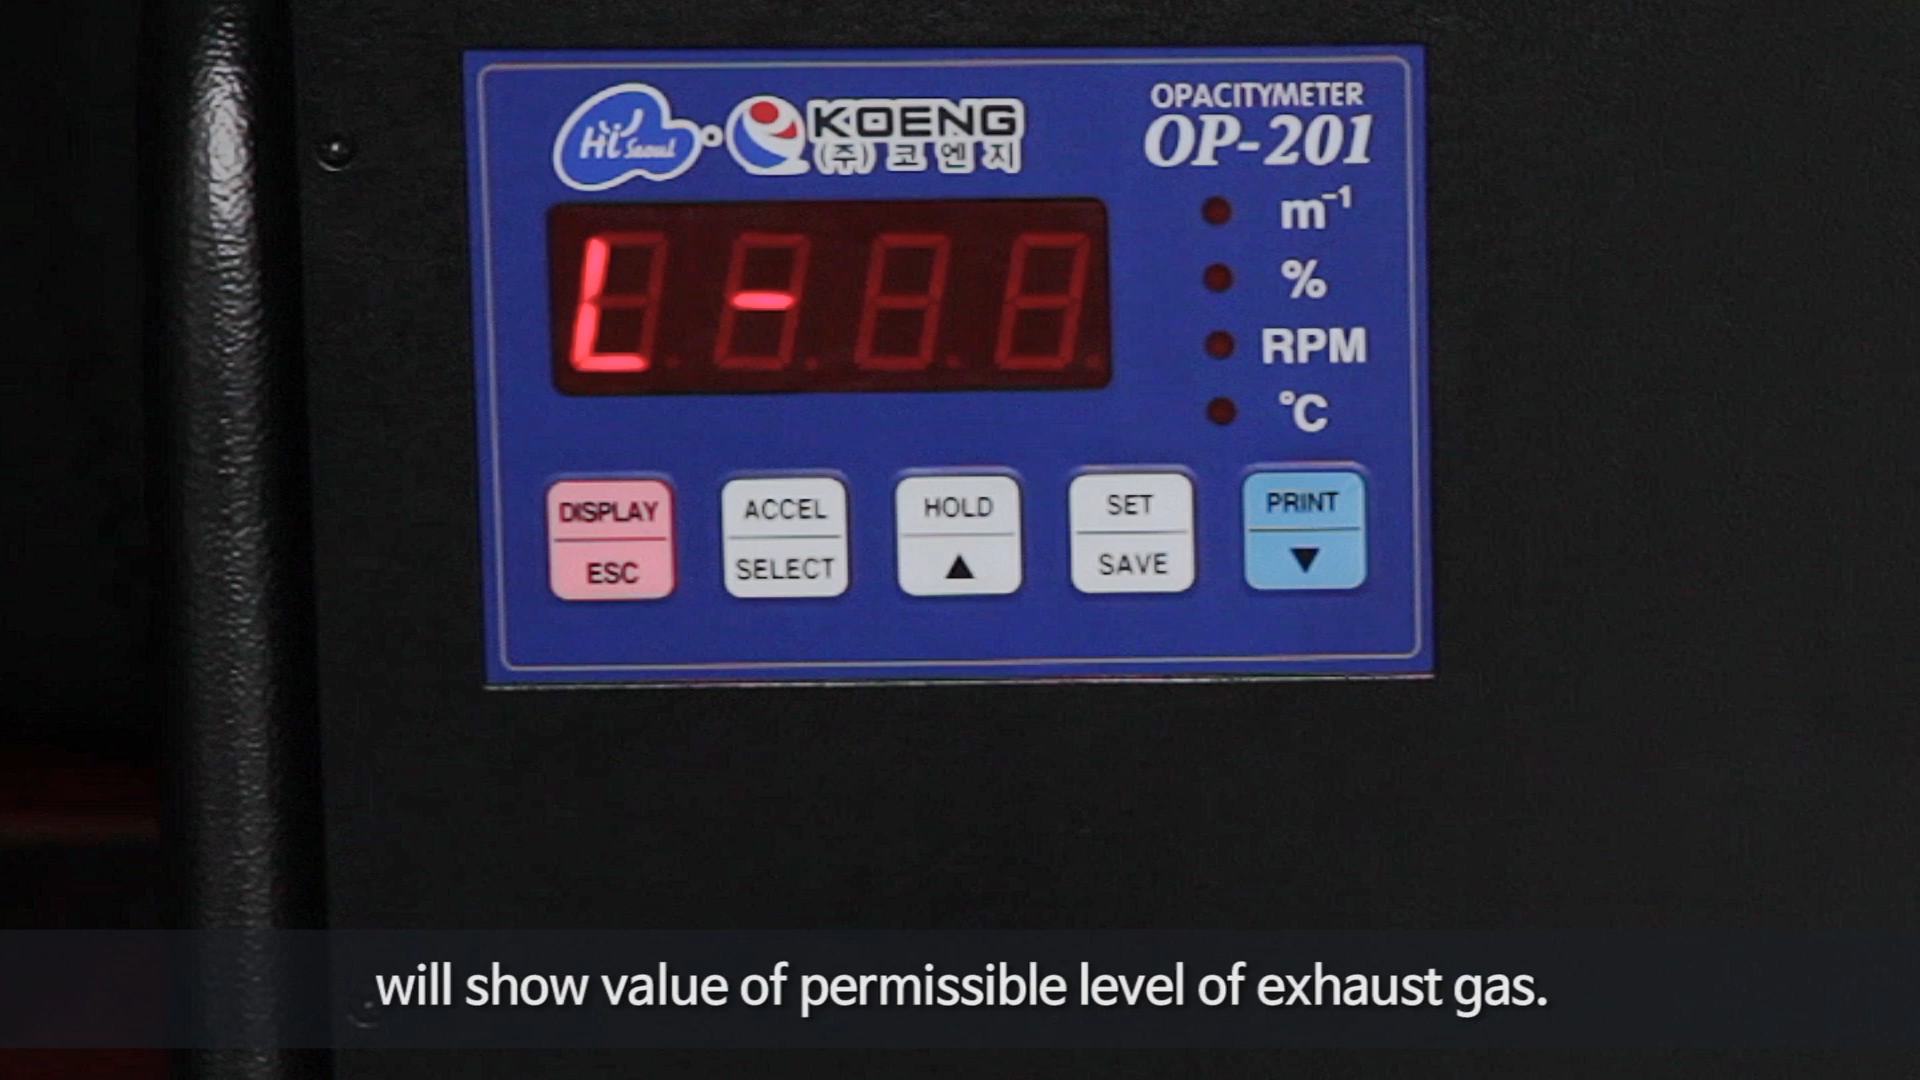 Hi Seoul
KOENG
(주) 코 엔 지
OPACITYMETER
OP-201
m⁻¹
%
RPM
°C
L -
DISPLAY
ESC
ACCEL
SELECT
HOLD
▲
SET
SAVE
PRINT
▼
will show value of permissible level of exhaust gas.